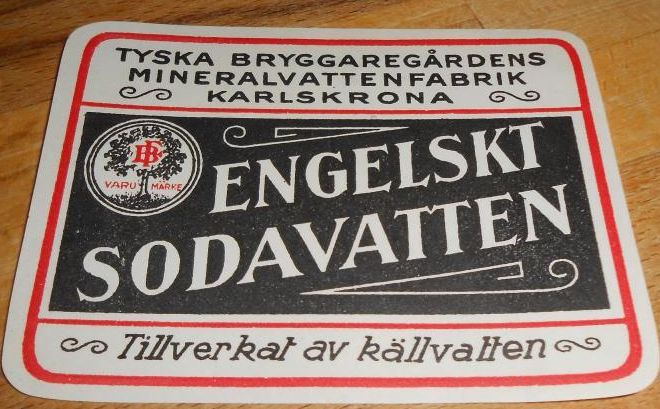 TYSKA BRYGGAREGÅRDENS
MINERALVATTENFABRIK
KARLSKRONA
VARU MÄRKE
ENGELSKT
SODAVATTEN
Tillverkat av källvatten